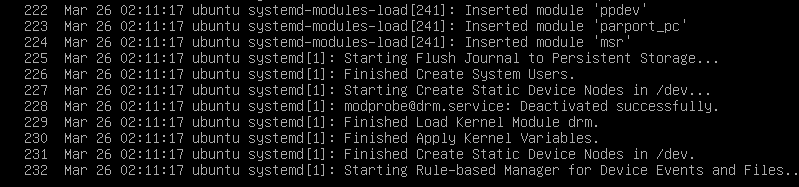 222 Mar 26 02:11:17 ubuntu systemd-modules-load[241]: Inserted module 'ppdev'
223 Mar 26 02:11:17 ubuntu systemd-modules-load[241]: Inserted module 'parport_pc'
224 Mar 26 02:11:17 ubuntu systemd-modules-load[241]: Inserted module 'msr'
225 Mar 26 02:11:17 ubuntu systemd[1]: Starting Flush Journal to Persistent Storage...
226 Mar 26 02:11:17 ubuntu systemd[1]: Finished Create System Users.
227 Mar 26 02:11:17 ubuntu systemd[1]: Starting Create Static Device Nodes in /dev...
228 Mar 26 02:11:17 ubuntu systemd[1]: modprobe@drm.service: Deactivated successfully.
229 Mar 26 02:11:17 ubuntu systemd[1]: Finished Load Kernel Module drm.
230 Mar 26 02:11:17 ubuntu systemd[1]: Finished Apply Kernel Variables.
231 Mar 26 02:11:17 ubuntu systemd[1]: Finished Create Static Device Nodes in /dev.
232 Mar 26 02:11:17 ubuntu systemd[1]: Starting Rule-based Manager for Device Events and Files..